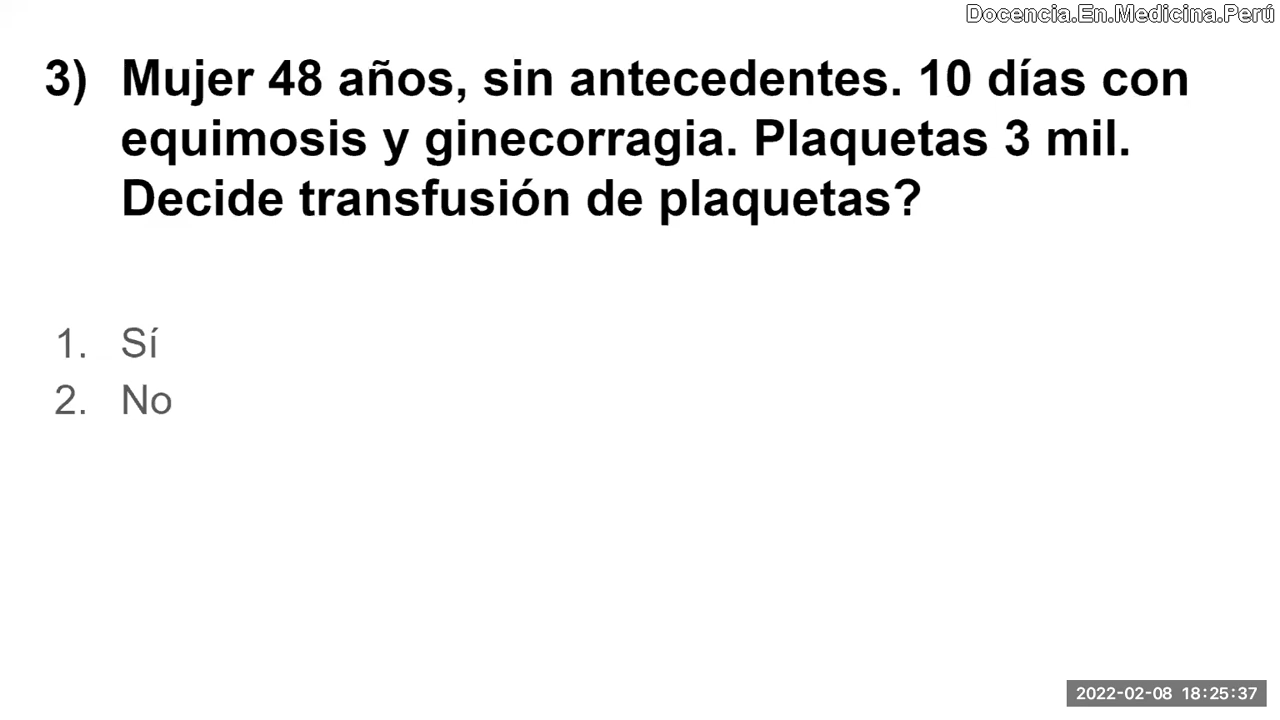 Docencia.En.Medicina.Perú
3) Mujer 48 años, sin antecedentes. 10 días con
equimosis y ginecorragia. Plaquetas 3 mil.
Decide transfusión de plaquetas?
1. Sí
2. No
2022-02-08 18:25:37